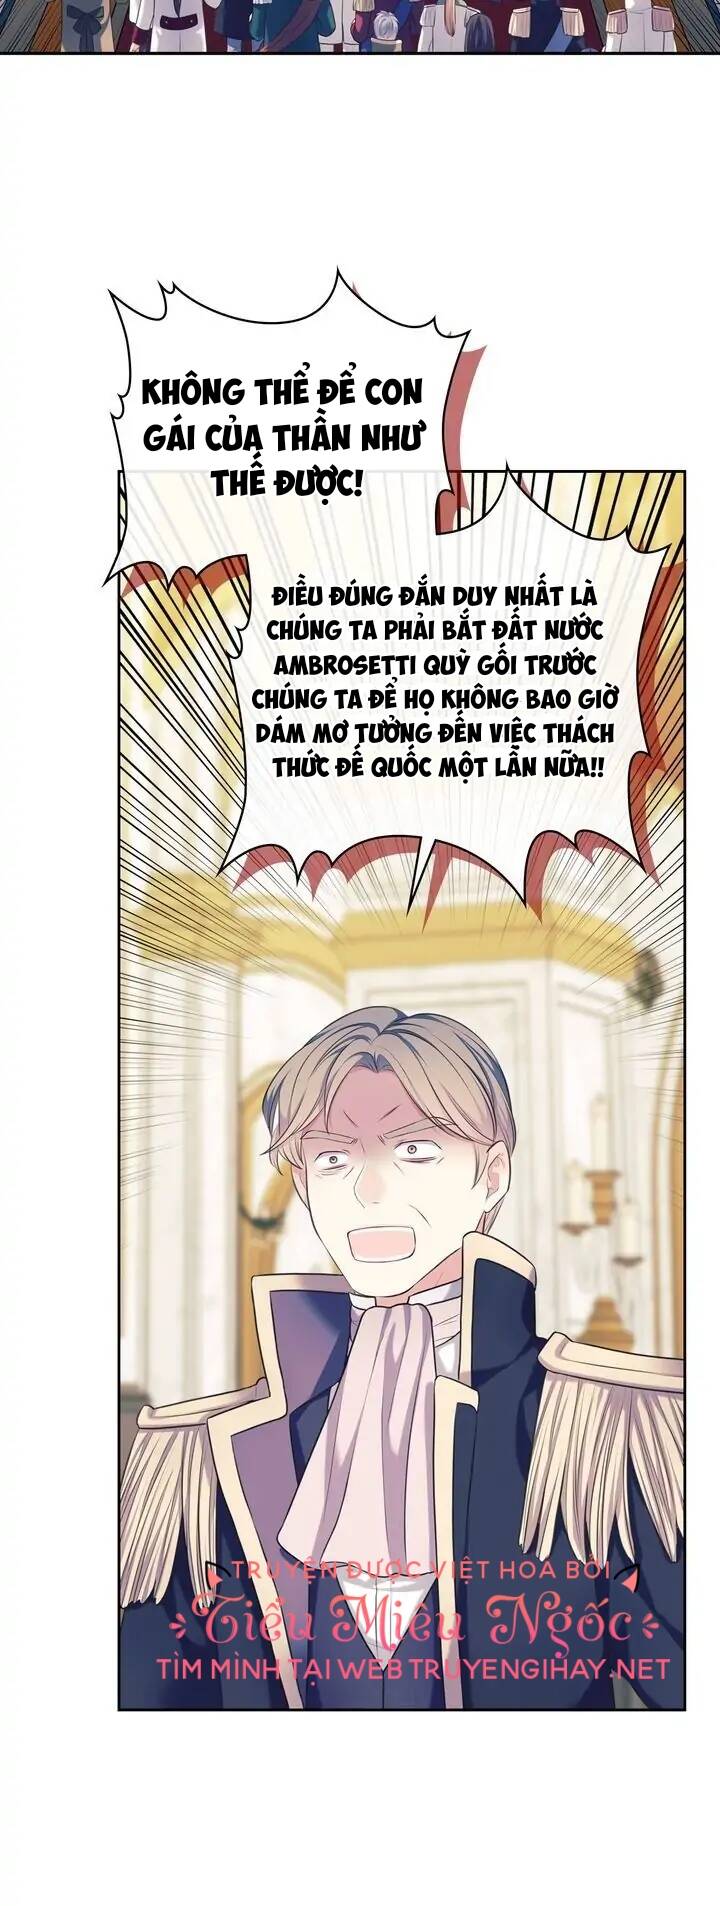 KHÔNG THỂ ĐỂ CON
GÁI CỦA THẦN NHƯ
THẾ ĐƯỢC!
ĐIỀU ĐÚNG ĐẮN DUY NHẤT LÀ
CHÚNG TA PHẢI BẮT ĐẤT NƯỚC
AMBROSETTI QUỲ GỐI TRƯỚC
CHÚNG TA ĐỂ HỌ KHÔNG BAO GIỜ
DÁM MƠ TƯỞNG ĐẾN VIỆC THÁCH
THỨC ĐẾ QUỐC MỘT LẦN NỮA!!
TRUYỆN ĐƯỢC VIỆT HOA BỞI
Tiểu Miêu Ngốc
TÌM MÌNH TẠI WEB TRUYENGIHAY.NET